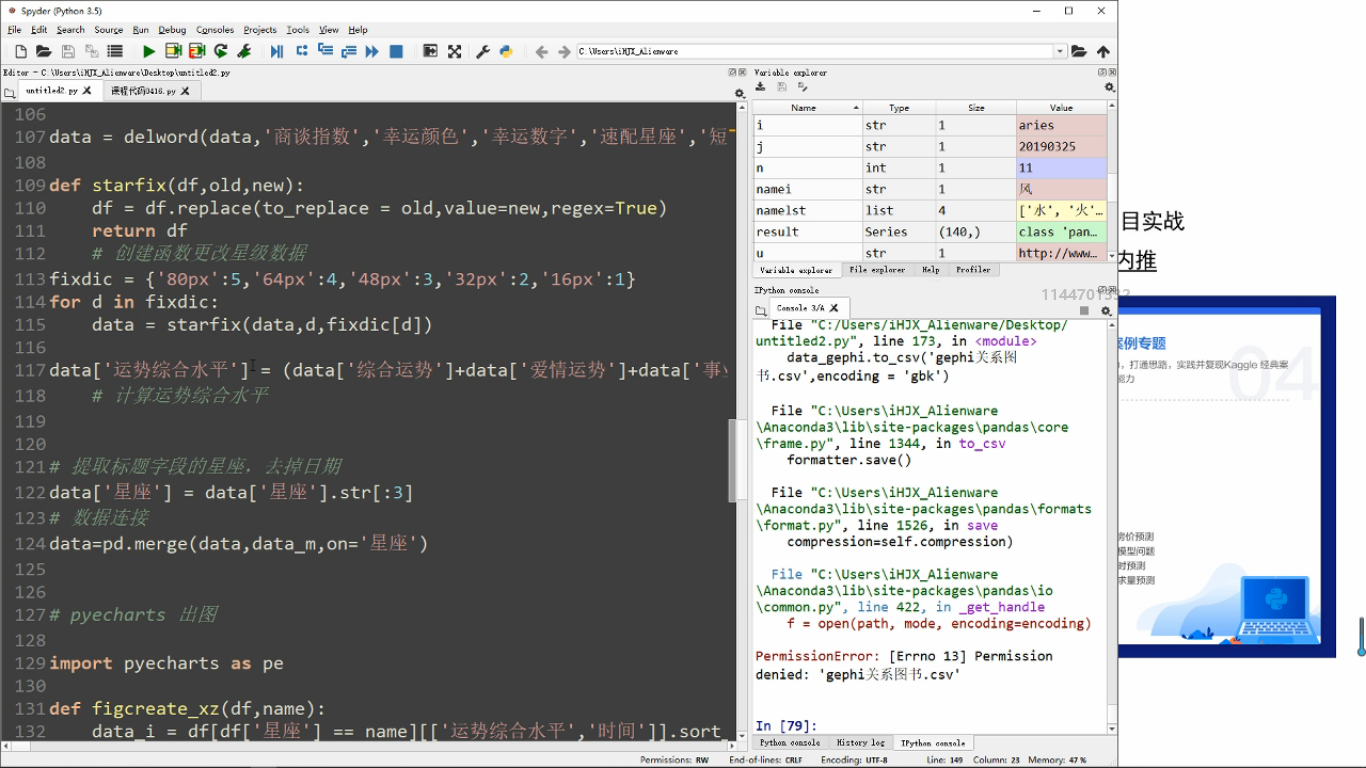 Spyder (Python 3.5)
File Edit Search Source Run Debug Consoles Projects Tools View Help
C:\Users\iHJX_Alienware
Editor - C:\Users\iHJX_Alienware\Desktop\untitled2.py
untitled2.py 课程代码0416.py
106
107 data = delword(data,'商谈指数','幸运颜色','幸运数字','速配星座','短
108
109 def starfix(df,old,new):
110 df = df.replace(to_replace = old,value=new,regex=True)
111 return df
112 # 创建函数更改星级数据
113 fixdic = {'80px':5,'64px':4,'48px':3,'32px':2,'16px':1}
114 for d in fixdic:
115 data = starfix(data,d,fixdic[d])
116
117 data['运势综合水平'] = (data['综合运势']+data['爱情运势']+data['事业
118 # 计算运势综合水平
119
120
121 # 提取标题字段的星座，去掉日期
122 data['星座'] = data['星座'].str[:3]
123 # 数据连接
124 data=pd.merge(data,data_m,on='星座')
125
126
127 # pyecharts 出图
128
129 import pyecharts as pe
130
131 def figcreate_xz(df,name):
132 data_i = df[df['星座'] == name][['运势综合水平','时间']].sort_
Variable explorer
Name Type Size Value
i str 1 aries
j str 1 20190325
n int 1 11
namei str 1 风
namelst list 4 ['水', '火'…
result Series (140,) class 'pan…
u str 1 http://www…
Variable explorer File explorer Help Profiler
IPython console
Console 3/A
File "C:/Users/iHJX_Alienware/Desktop/
untitled2.py", line 173, in <module>
data_gephi.to_csv('gephi关系图
书.csv',encoding = 'gbk')
File "C:\Users\iHJX_Alienware
\Anaconda3\lib\site-packages\pandas\core
\frame.py", line 1344, in to_csv
formatter.save()
File "C:\Users\iHJX_Alienware
\Anaconda3\lib\site-packages\pandas\formats
\format.py", line 1526, in save
compression=self.compression)
File "C:\Users\iHJX_Alienware
\Anaconda3\lib\site-packages\pandas\io
\common.py", line 422, in _get_handle
f = open(path, mode, encoding=encoding)
PermissionError: [Errno 13] Permission
denied: 'gephi关系图书.csv'
In [79]:
Python console History log IPython console
Permissions: RW End-of-lines: CRLF Encoding: UTF-8 Line: 149 Column: 23 Memory: 47 %
目实战
内推
案例专题
04
，打通思路，实践并复现Kaggle 经典案
能力
房价预测
模型问题
时预测
求量预测